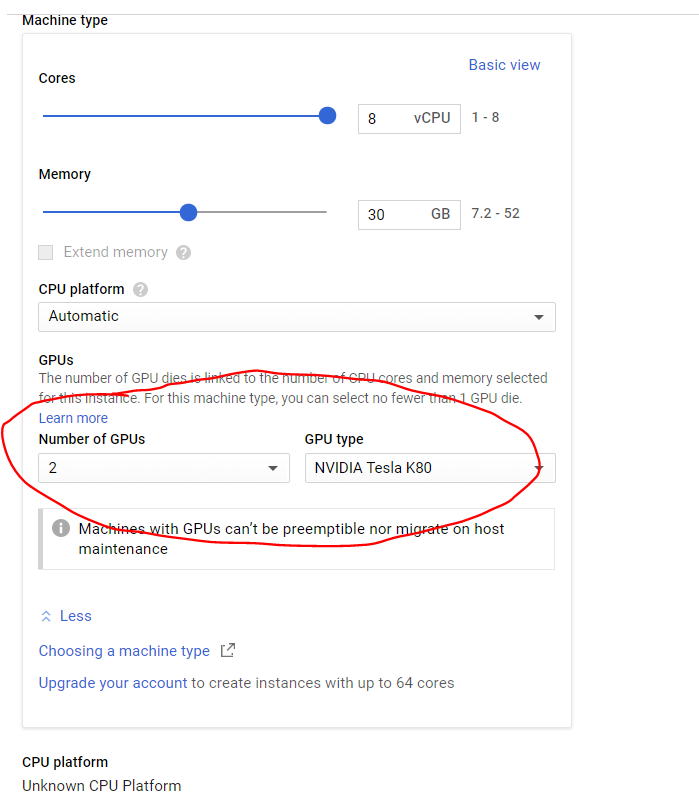 Machine type
Basic view
Cores
8 vCPU 1 - 8
Memory
30 GB 7.2 - 52
Extend memory ?
CPU platform ?
Automatic
GPUs
The number of GPU dies is linked to the number of CPU cores and memory selected
for this instance. For this machine type, you can select no fewer than 1 GPU die.
Learn more
Number of GPUs GPU type
2 NVIDIA Tesla K80
Machines with GPUs can't be preemptible nor migrate on host
maintenance
Less
Choosing a machine type
Upgrade your account to create instances with up to 64 cores
CPU platform
Unknown CPU Platform